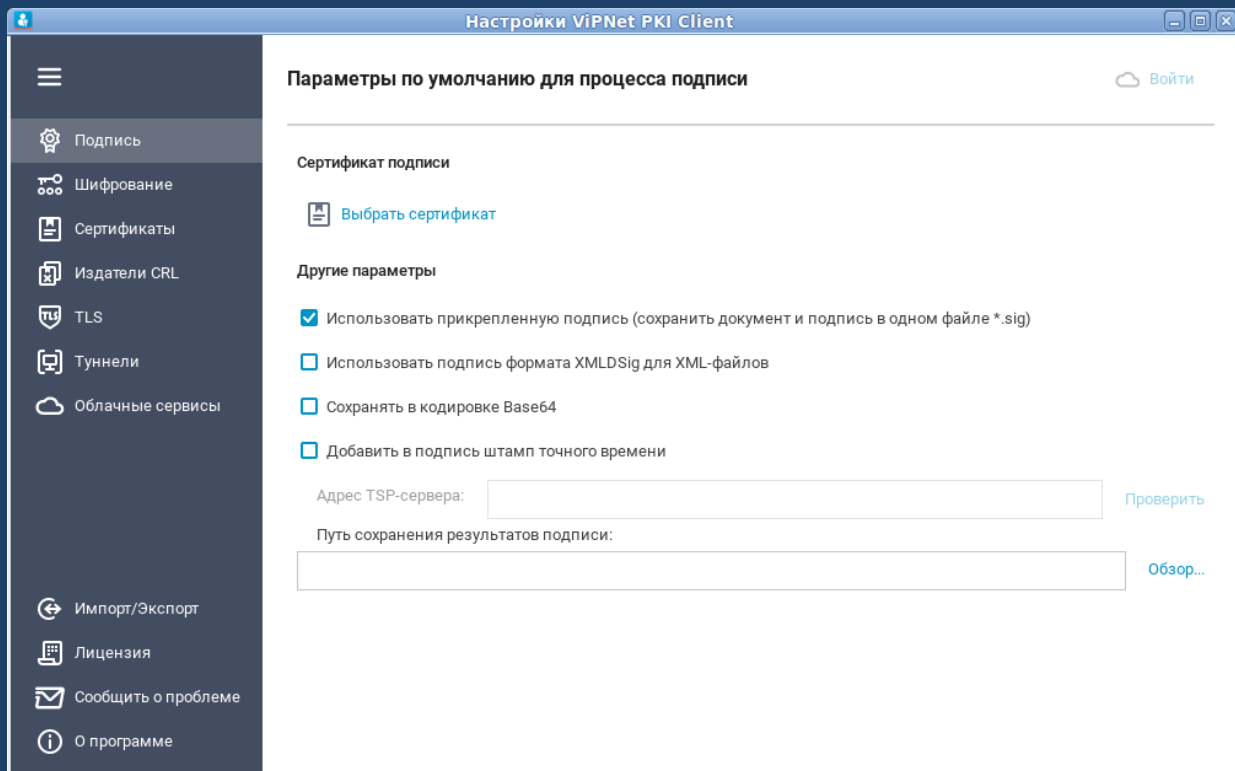 Настройки ViPNet PKI Client
Параметры по умолчанию для процесса подписи
Войти
Подпись
Шифрование
Сертификаты
Издатели CRL
TLS
TLS
Туннели
Облачные сервисы
Импорт/Экспорт
Лицензия
Сообщить о проблеме
О программе
Сертификат подписи
Выбрать сертификат
Другие параметры
Использовать прикрепленную подпись (сохранить документ и подпись в одном файле *.sig)
Использовать подпись формата XMLDSig для XML-файлов
Сохранять в кодировке Base64
Добавить в подпись штамп точного времени
Адрес TSP-сервера:
Проверить
Путь сохранения результатов подписи:
Обзор...